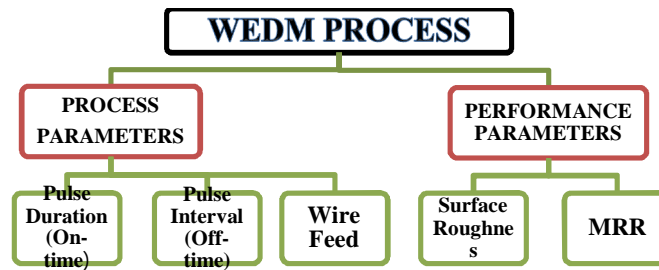 WEDM PROCESS
PROCESS
PARAMETERS
PERFORMANCE
PARAMETERS
Pulse
Duration
(On-
time)
Pulse
Interval
(Off-
time)
Wire
Feed
Surface
Roughnes
s
MRR